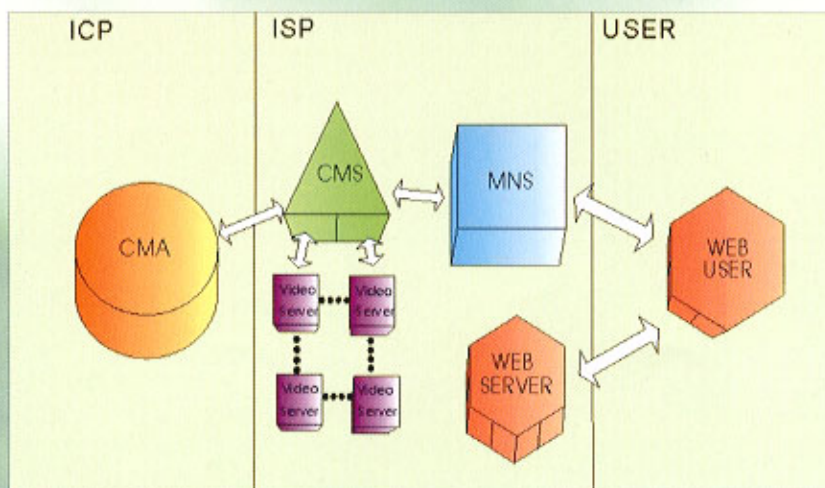 ICP
ISP
USER
CMS
MNS
CMA
WEB
USER
Video
Server
Video
Server
WEB
SERVER
Video
Server
Video
Server